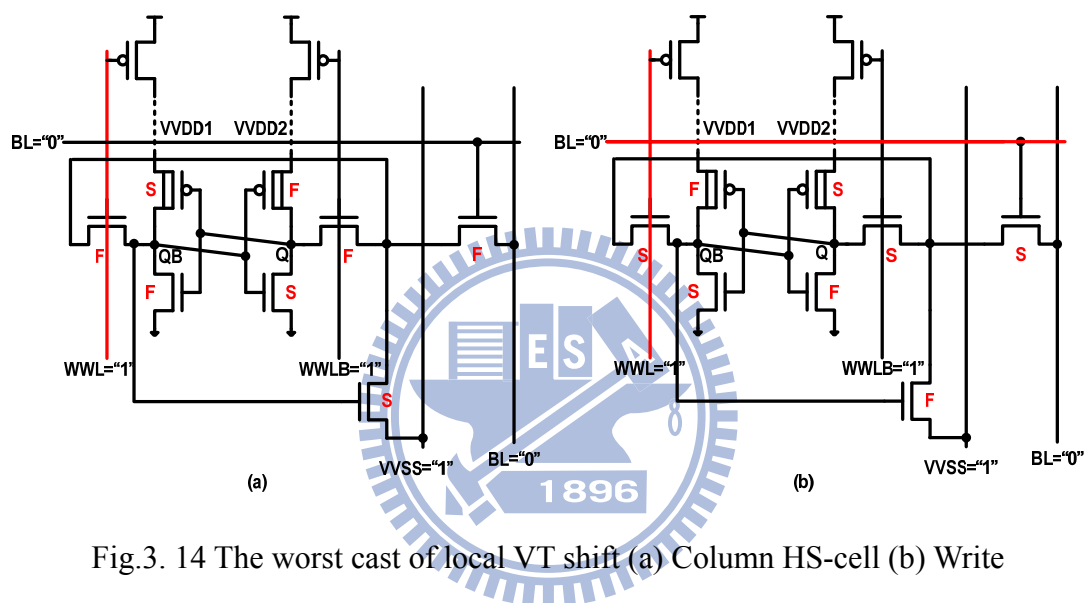 VVDD1 VVDD2 VVDD1 VVDD2
BL=“0” BL=“0”
S F F S
F QB Q F F S QB Q S S
F S S F
WWL=“1” WWLB=“1” WWL=“1” WWLB=“1”
S F
VVSS=“1” BL=“0” VVSS=“1” BL=“0”
(a) (b)
E S A
1896
Fig.3. 14 The worst cast of local VT shift (a) Column HS-cell (b) Write